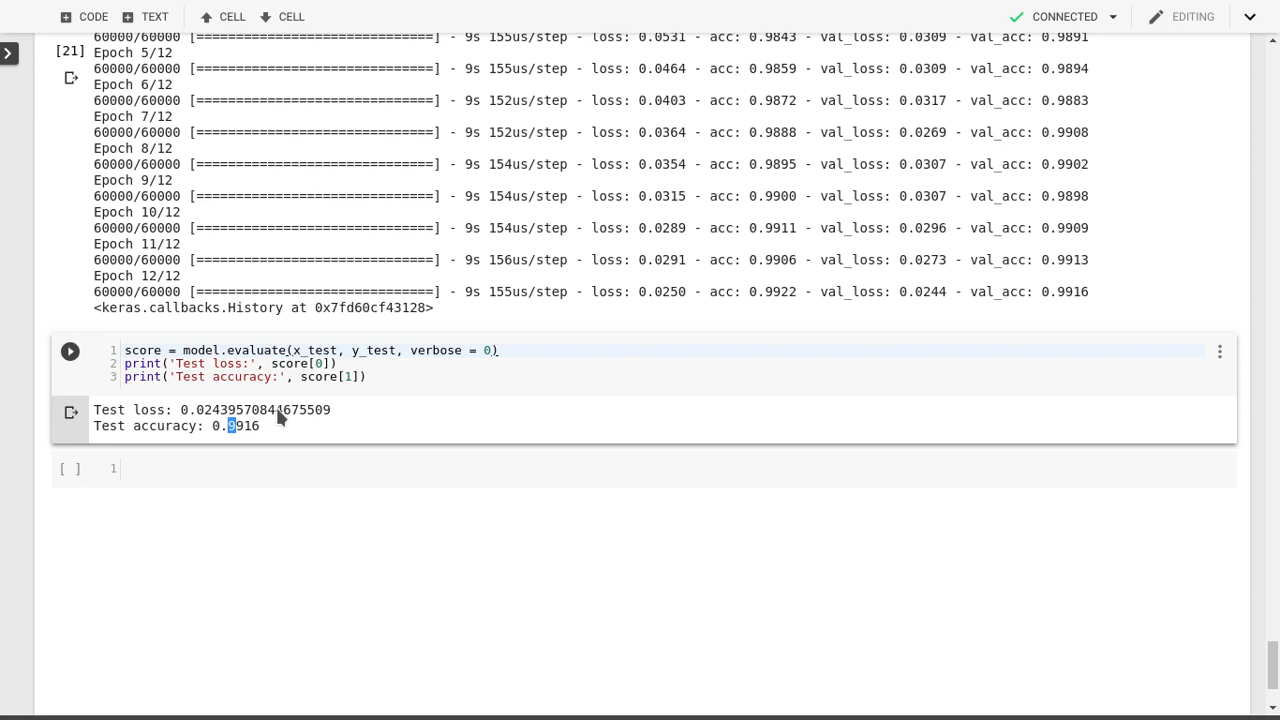 CODE TEXT CELL CELL CONNECTED EDITING
60000/60000 [==============================] - 9s 155us/step - loss: 0.0531 - acc: 0.9843 - val_loss: 0.0309 - val_acc: 0.9891
[21]
Epoch 5/12
60000/60000 [==============================] - 9s 155us/step - loss: 0.0464 - acc: 0.9859 - val_loss: 0.0309 - val_acc: 0.9894
Epoch 6/12
60000/60000 [==============================] - 9s 152us/step - loss: 0.0403 - acc: 0.9872 - val_loss: 0.0317 - val_acc: 0.9883
Epoch 7/12
60000/60000 [==============================] - 9s 152us/step - loss: 0.0364 - acc: 0.9888 - val_loss: 0.0269 - val_acc: 0.9908
Epoch 8/12
60000/60000 [==============================] - 9s 154us/step - loss: 0.0354 - acc: 0.9895 - val_loss: 0.0307 - val_acc: 0.9902
Epoch 9/12
60000/60000 [==============================] - 9s 154us/step - loss: 0.0315 - acc: 0.9900 - val_loss: 0.0307 - val_acc: 0.9898
Epoch 10/12
60000/60000 [==============================] - 9s 154us/step - loss: 0.0289 - acc: 0.9911 - val_loss: 0.0296 - val_acc: 0.9909
Epoch 11/12
60000/60000 [==============================] - 9s 156us/step - loss: 0.0291 - acc: 0.9906 - val_loss: 0.0273 - val_acc: 0.9913
Epoch 12/12
60000/60000 [==============================] - 9s 155us/step - loss: 0.0250 - acc: 0.9922 - val_loss: 0.0244 - val_acc: 0.9916
<keras.callbacks.History at 0x7fd60cf43128>
1 score = model.evaluate(x_test, y_test, verbose = 0)
2 print('Test loss:', score[0])
3 print('Test accuracy:', score[1])
Test loss: 0.02439570844675509
Test accuracy: 0.9916
[ ] 1